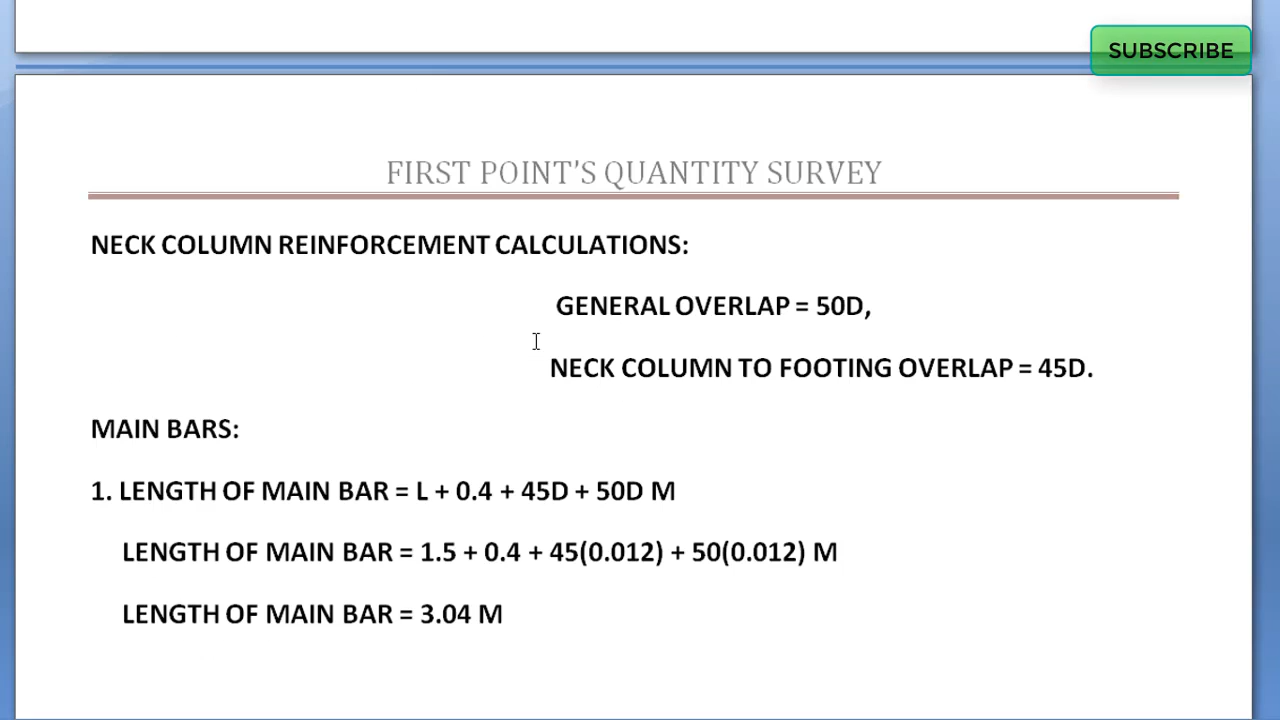 SUBSCRIBE
FIRST POINT'S QUANTITY SURVEY
NECK COLUMN REINFORCEMENT CALCULATIONS:
GENERAL OVERLAP = 50D,
NECK COLUMN TO FOOTING OVERLAP = 45D.
MAIN BARS:
1. LENGTH OF MAIN BAR = L + 0.4 + 45D + 50D M
LENGTH OF MAIN BAR = 1.5 + 0.4 + 45(0.012) + 50(0.012) M
LENGTH OF MAIN BAR = 3.04 M